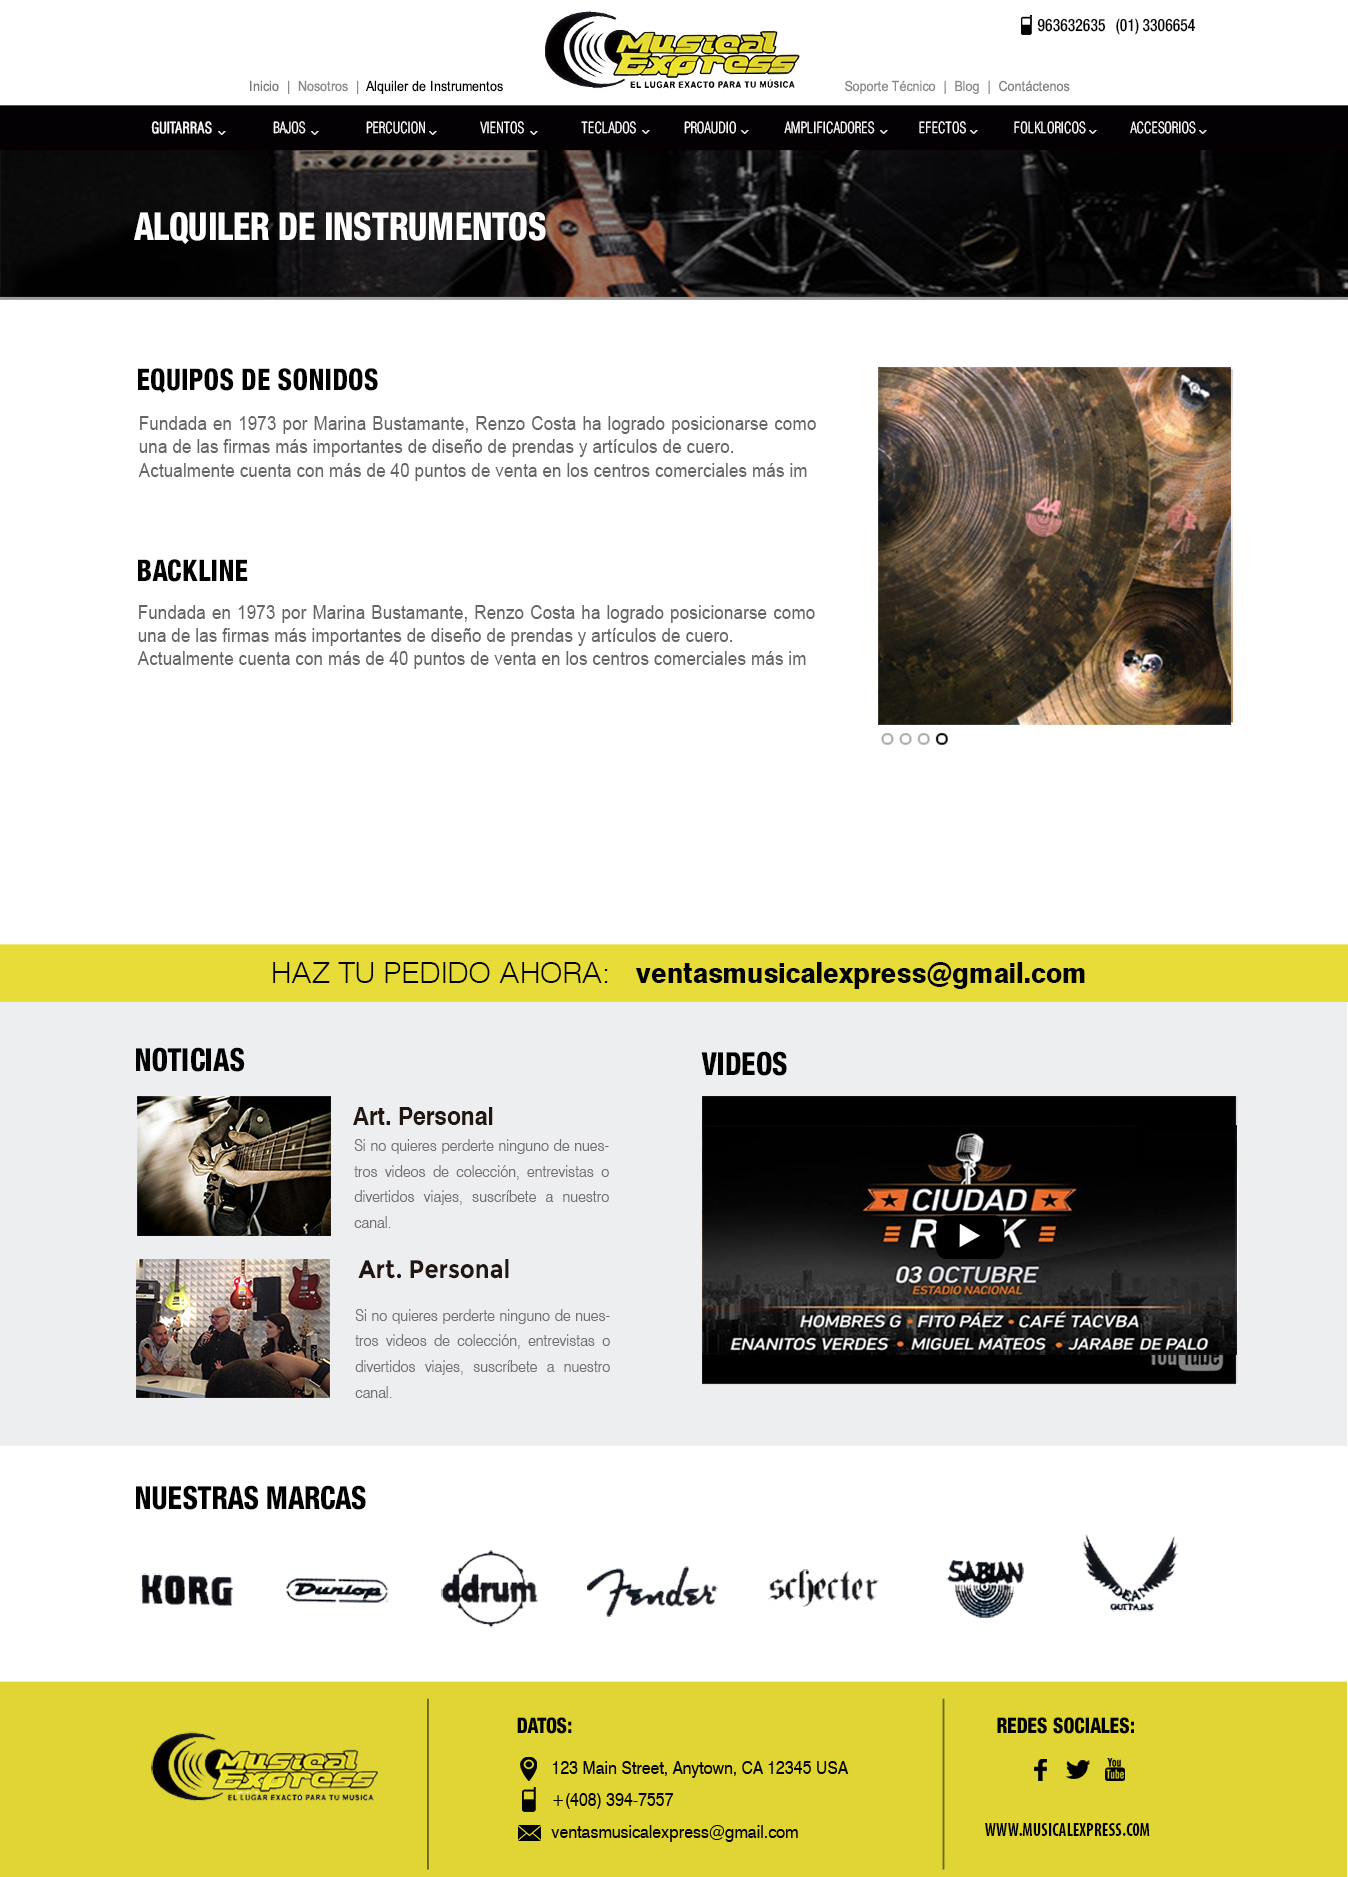 963632635 (01) 3306654
Musical
Express
EL LUGAR EXACTO PARA TU MÚSICA
Inicio | Nosotros | Alquiler de Instrumentos
Soporte Técnico | Blog | Contáctenos
GUITARRAS BAJOS PERCUCION VIENTOS TECLADOS PROAUDIO AMPLIFICADORES EFECTOS FOLKLORICOS ACCESORIOS
ALQUILER DE INSTRUMENTOS
EQUIPOS DE SONIDOS
Fundada en 1973 por Marina Bustamante, Renzo Costa ha logrado posicionarse como
una de las firmas más importantes de diseño de prendas y artículos de cuero.
Actualmente cuenta con más de 40 puntos de venta en los centros comerciales más im
AA
BACKLINE
Fundada en 1973 por Marina Bustamante, Renzo Costa ha logrado posicionarse como
una de las firmas más importantes de diseño de prendas y artículos de cuero.
Actualmente cuenta con más de 40 puntos de venta en los centros comerciales más im
HAZ TU PEDIDO AHORA: ventasmusicalexpress@gmail.com
NOTICIAS
Art. Personal
Si no quieres perderte ninguno de nues-
tros videos de colección, entrevistas o
divertidos viajes, suscríbete a nuestro
canal.
Art. Personal
Si no quieres perderte ninguno de nues-
tros videos de colección, entrevistas o
divertidos viajes, suscríbete a nuestro
canal.
VIDEOS
CIUDAD
R K
03 OCTUBRE
ESTADIO NACIONAL
HOMBRES G • FITO PÁEZ • CAFÉ TACVBA
ENANITOS VERDES • MIGUEL MATEOS • JARABE DE PALO
YouTube
NUESTRAS MARCAS
KORG
Dunlop
ddrum
Fender
schecter
SABIAN
DEAN
GUITARS
Musical
Express
EL LUGAR EXACTO PARA TU MUSICA
DATOS:
123 Main Street, Anytown, CA 12345 USA
+(408) 394-7557
ventasmusicalexpress@gmail.com
REDES SOCIALES:
You
Tube
WWW.MUSICALEXPRESS.COM